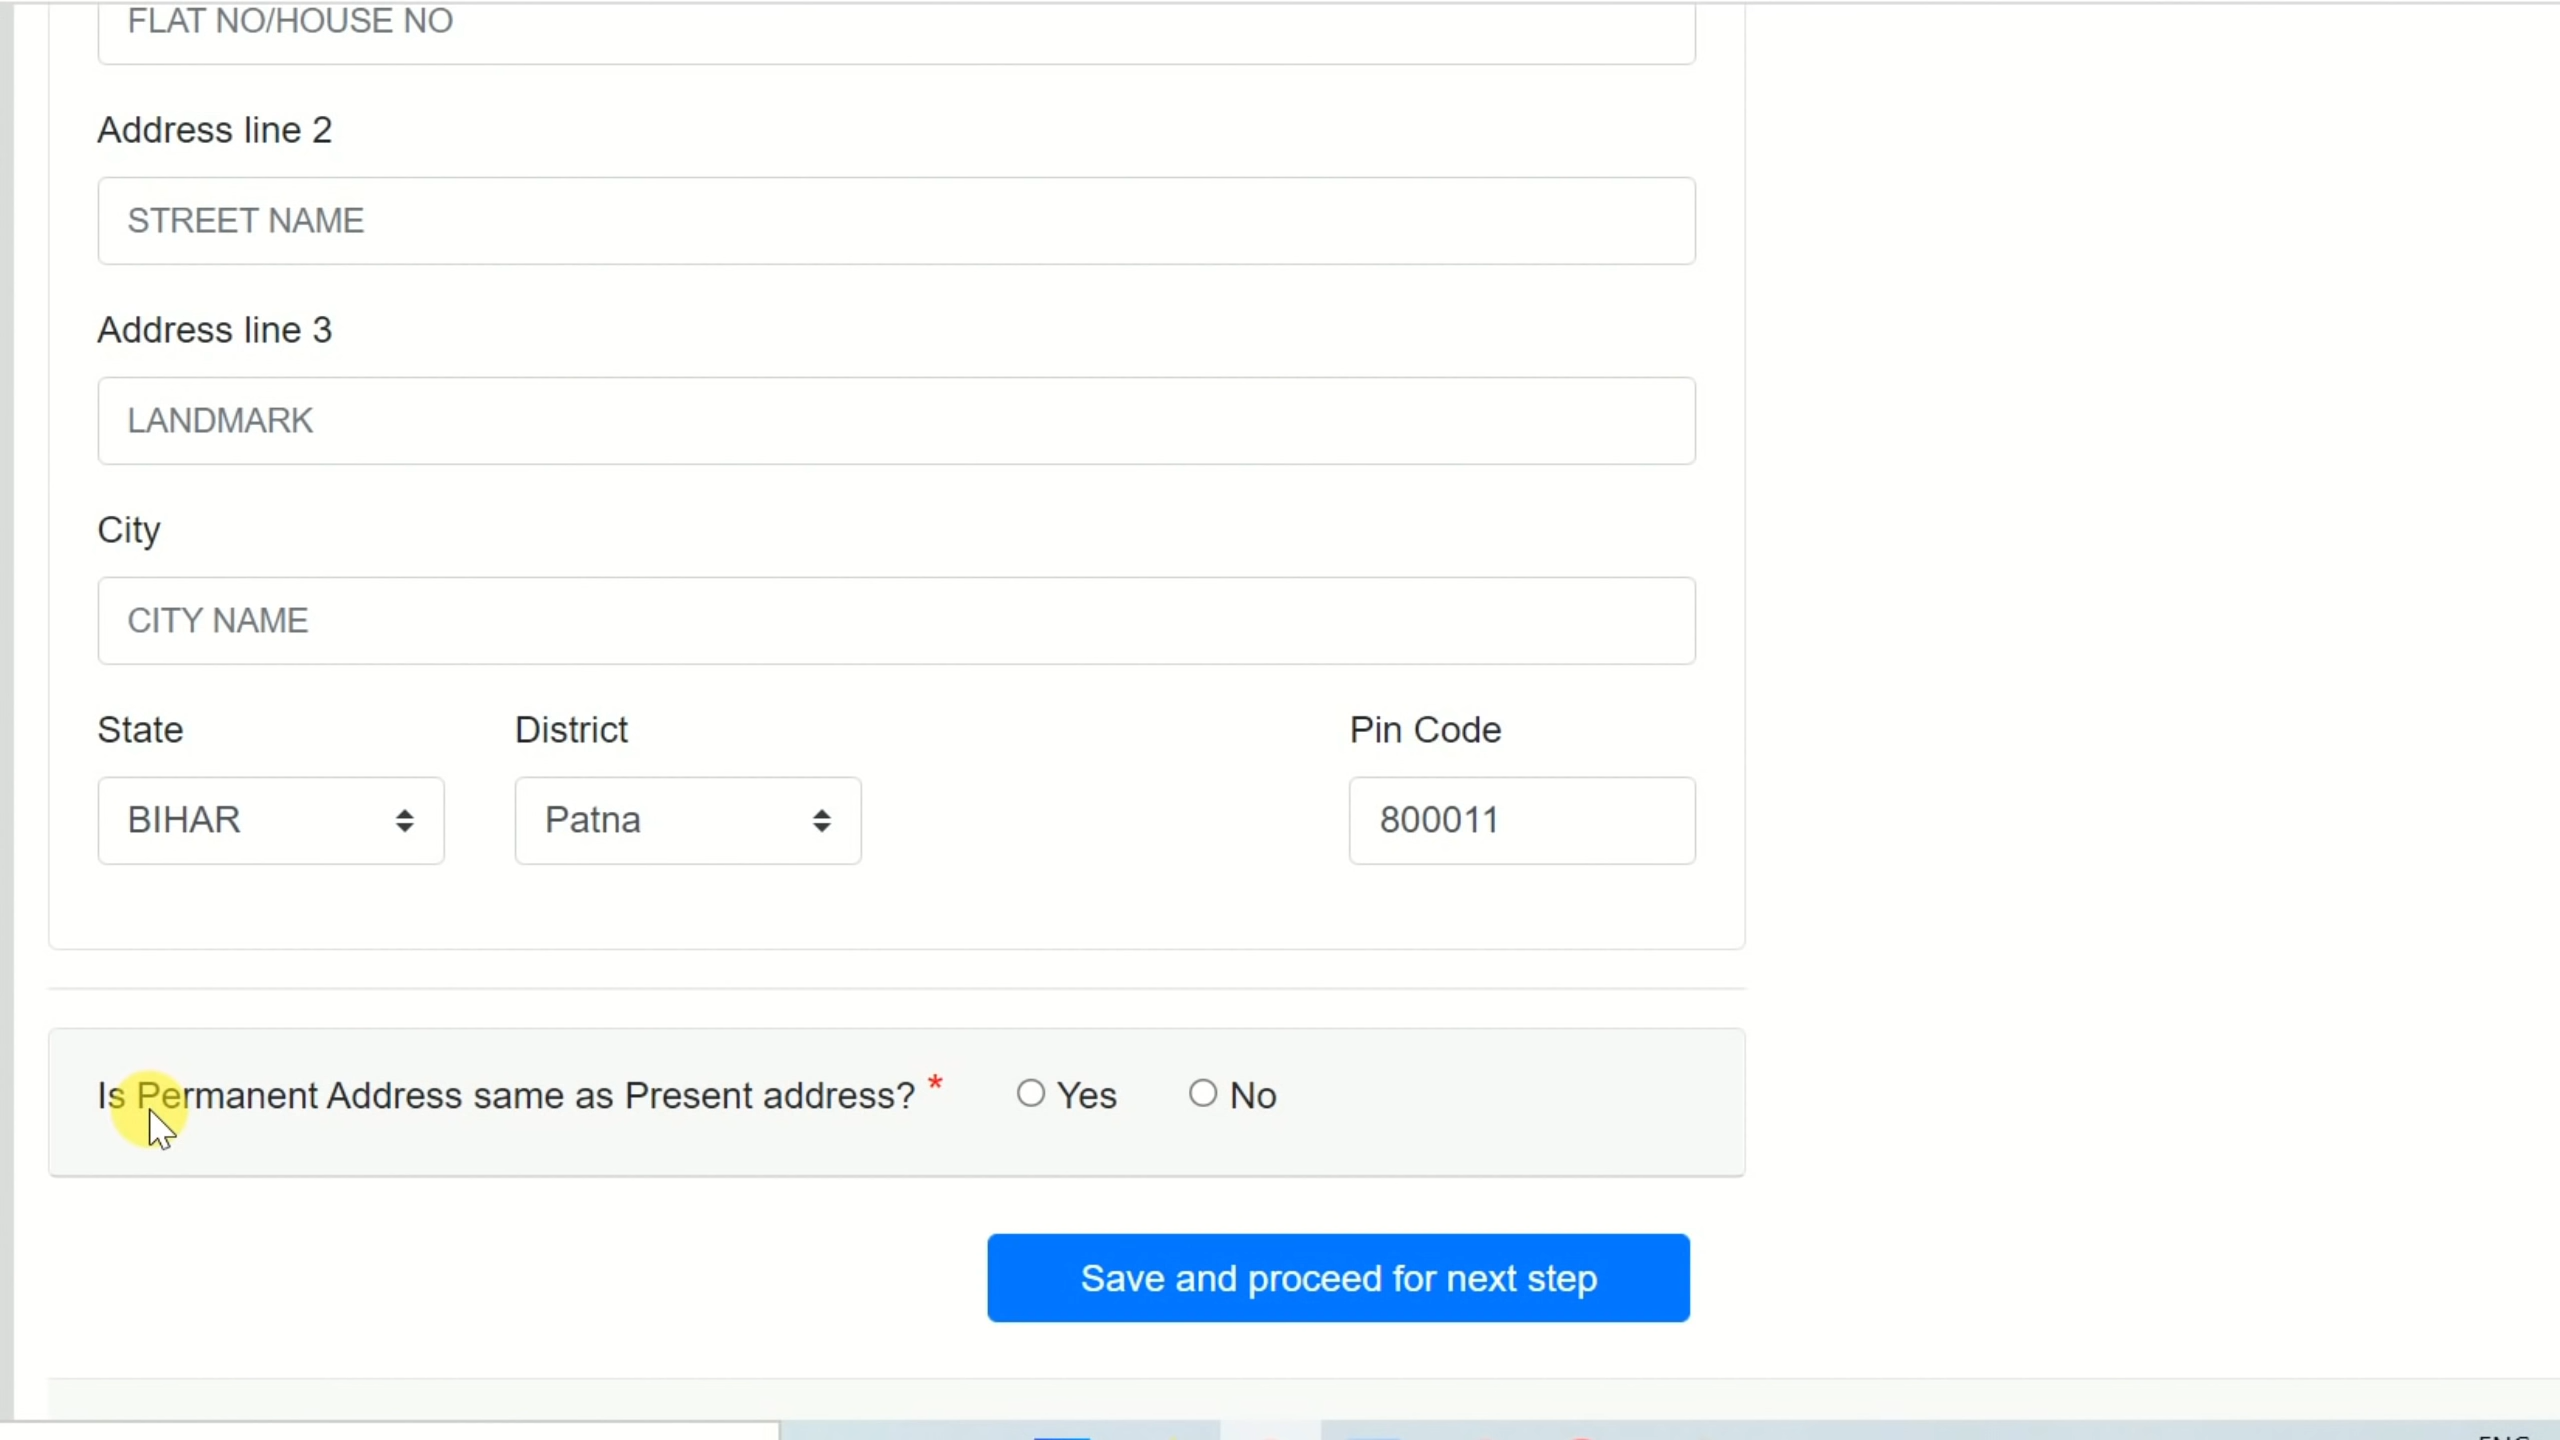 FLAT NO/HOUSE NO
Address line 2
STREET NAME
Address line 3
LANDMARK
City
CITY NAME
State District Pin Code
BIHAR Patna 800011
Is Permanent Address same as Present address? * Yes No
Save and proceed for next step